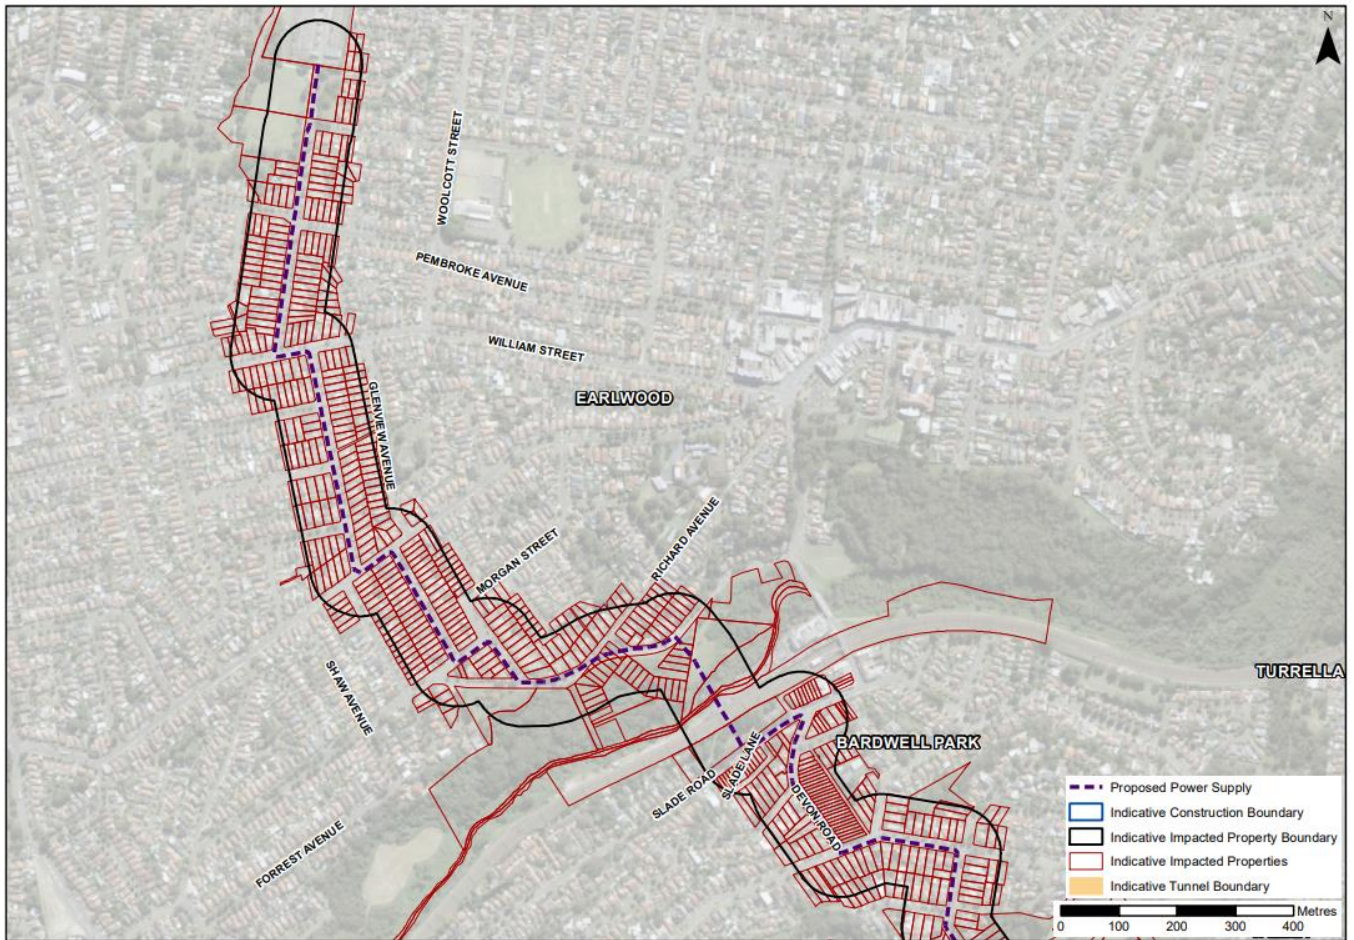 N
WOOLCOTT STREET
PEMBROKE AVENUE
WILLIAM STREET
EARLWOOD
GLENVIEW AVENUE
RICHARD AVENUE
MORGAN STREET
SHAW AVENUE
TURRELLA
BARDWELL PARK
SLADE LANE
SLADE ROAD
DEVON ROAD
FORREST AVENUE
Proposed Power Supply
Indicative Construction Boundary
Indicative Impacted Property Boundary
Indicative Impacted Properties
Indicative Tunnel Boundary
Metres
0 100 200 300 400